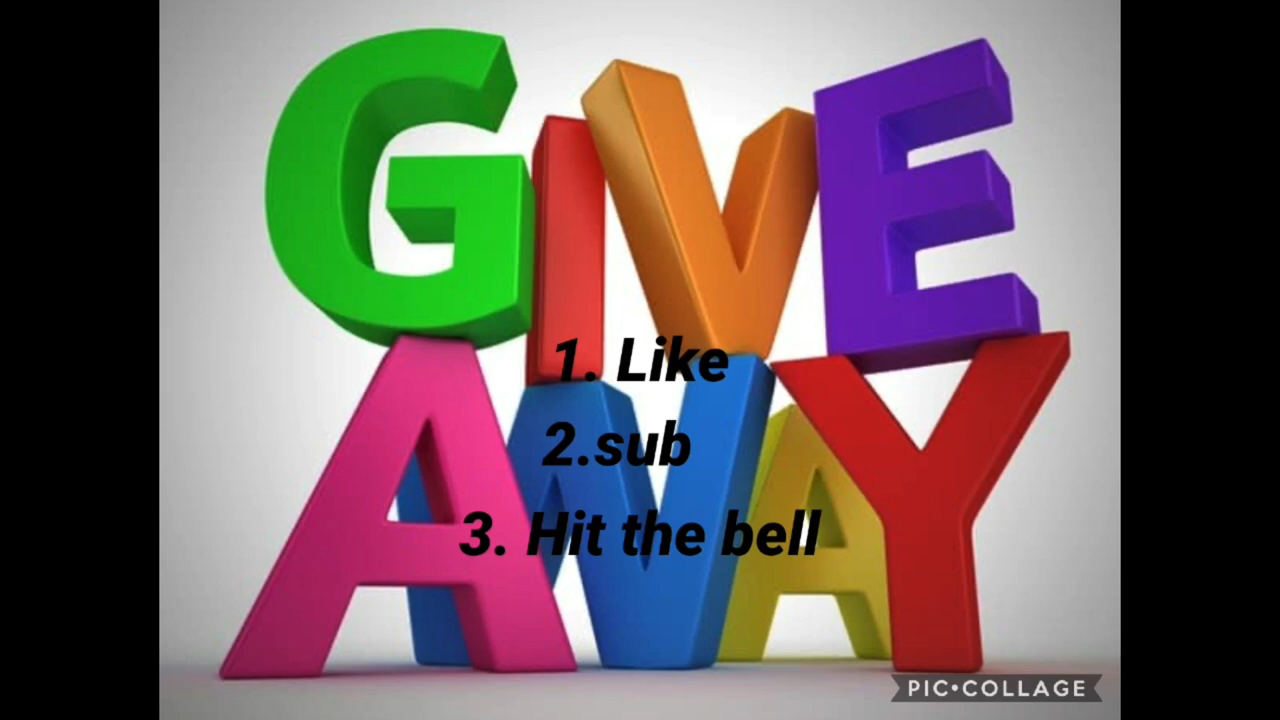 GIVE
AWAY
1. Like
2.sub
3. Hit the bell
PIC•COLLAGE